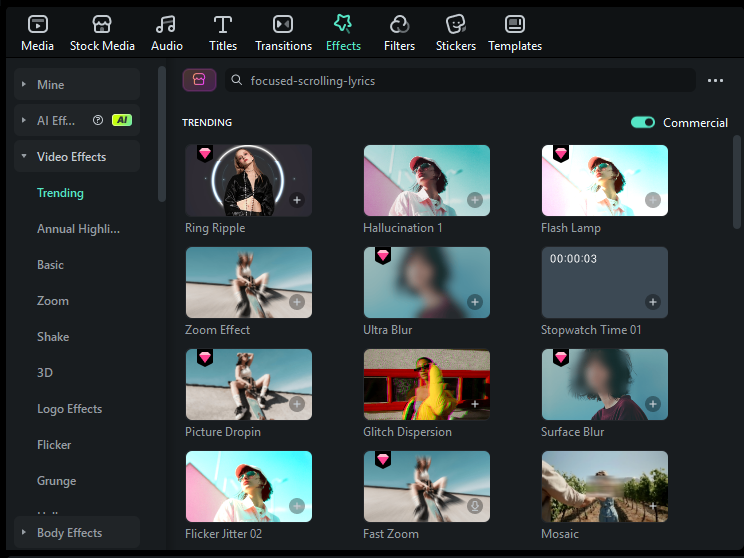 Media Stock Media Audio Titles Transitions Effects Filters Stickers Templates
Mine
focused-scrolling-lyrics
AI Eff... AI
TRENDING
Commercial
Video Effects
Trending
Annual Highli...
Basic
Zoom
Shake
3D
Logo Effects
Flicker
Grunge
Body Effects
Ring Ripple
Hallucination 1
Flash Lamp
00:00:03
Zoom Effect
Ultra Blur
Stopwatch Time 01
Picture Dropin
Glitch Dispersion
Surface Blur
Flicker Jitter 02
Fast Zoom
Mosaic